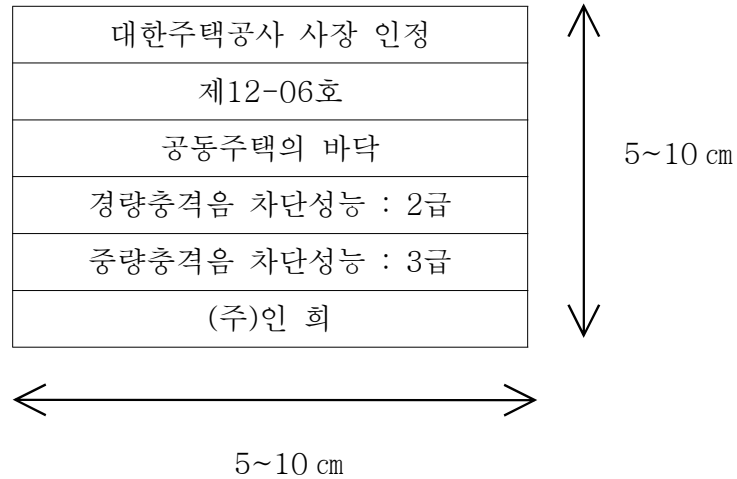 대한주택공사 사장 인정
제12-06호
공동주택의 바닥
경량충격음 차단성능 : 2급
5~10 ㎝
중량충격음 차단성능 : 3급
(주)인 희
5~10 ㎝